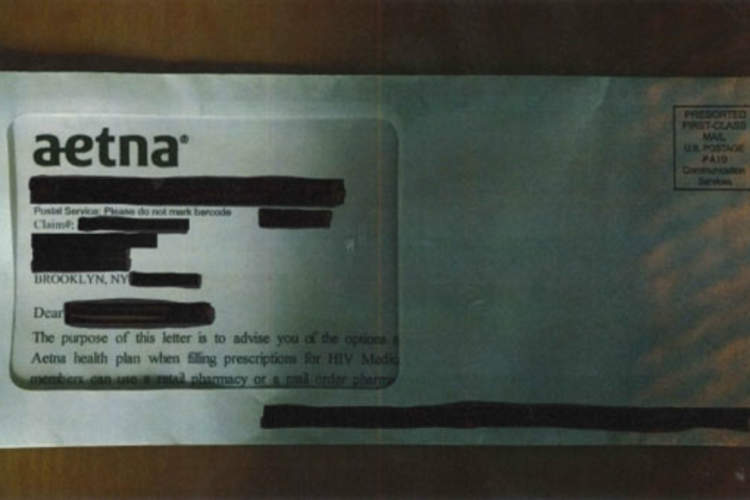 aetna®
PRESORTED
FIRST-CLASS
MAIL
U.S. POSTAGE
PAID
Communication
Services
Postal Service: Please do not mark barcode
Claim#:
BROOKLYN, NY
Dear
The purpose of this letter is to advise you of the options
Aetna health plan when filling prescriptions for HIV Medic
members can use a retail pharmacy or a mail order pharm